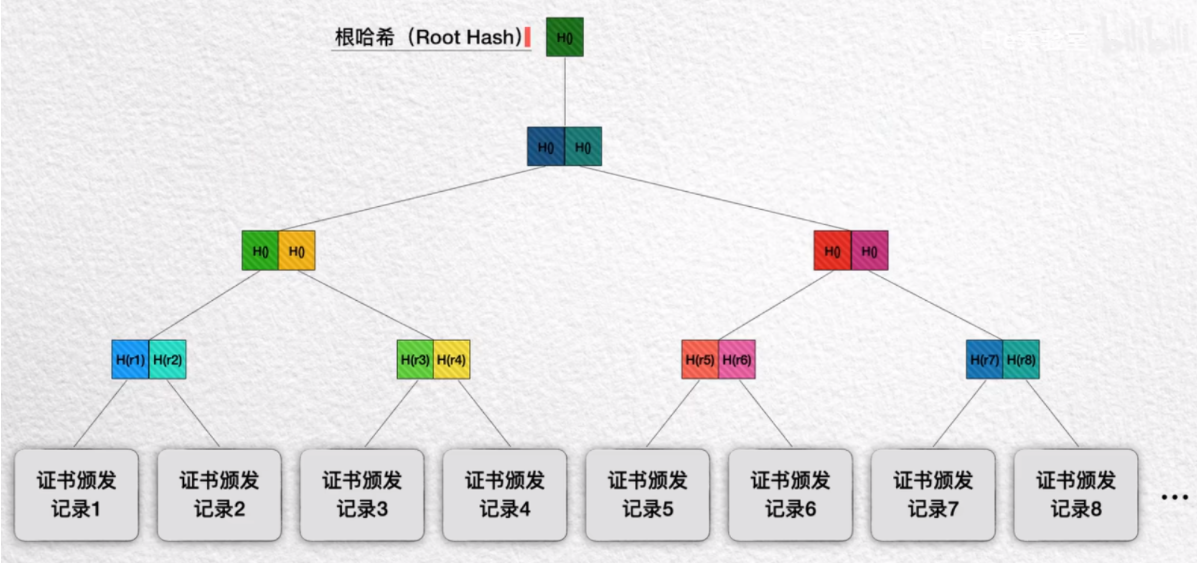 根哈希（Root Hash）
H()
H() H()
H() H()
H() H()
H(r1) H(r2)
H(r3) H(r4)
H(r5) H(r6)
H(r7) H(r8)
证书颁发
记录1
证书颁发
记录2
证书颁发
记录3
证书颁发
记录4
证书颁发
记录5
证书颁发
记录6
证书颁发
记录7
证书颁发
记录8
...